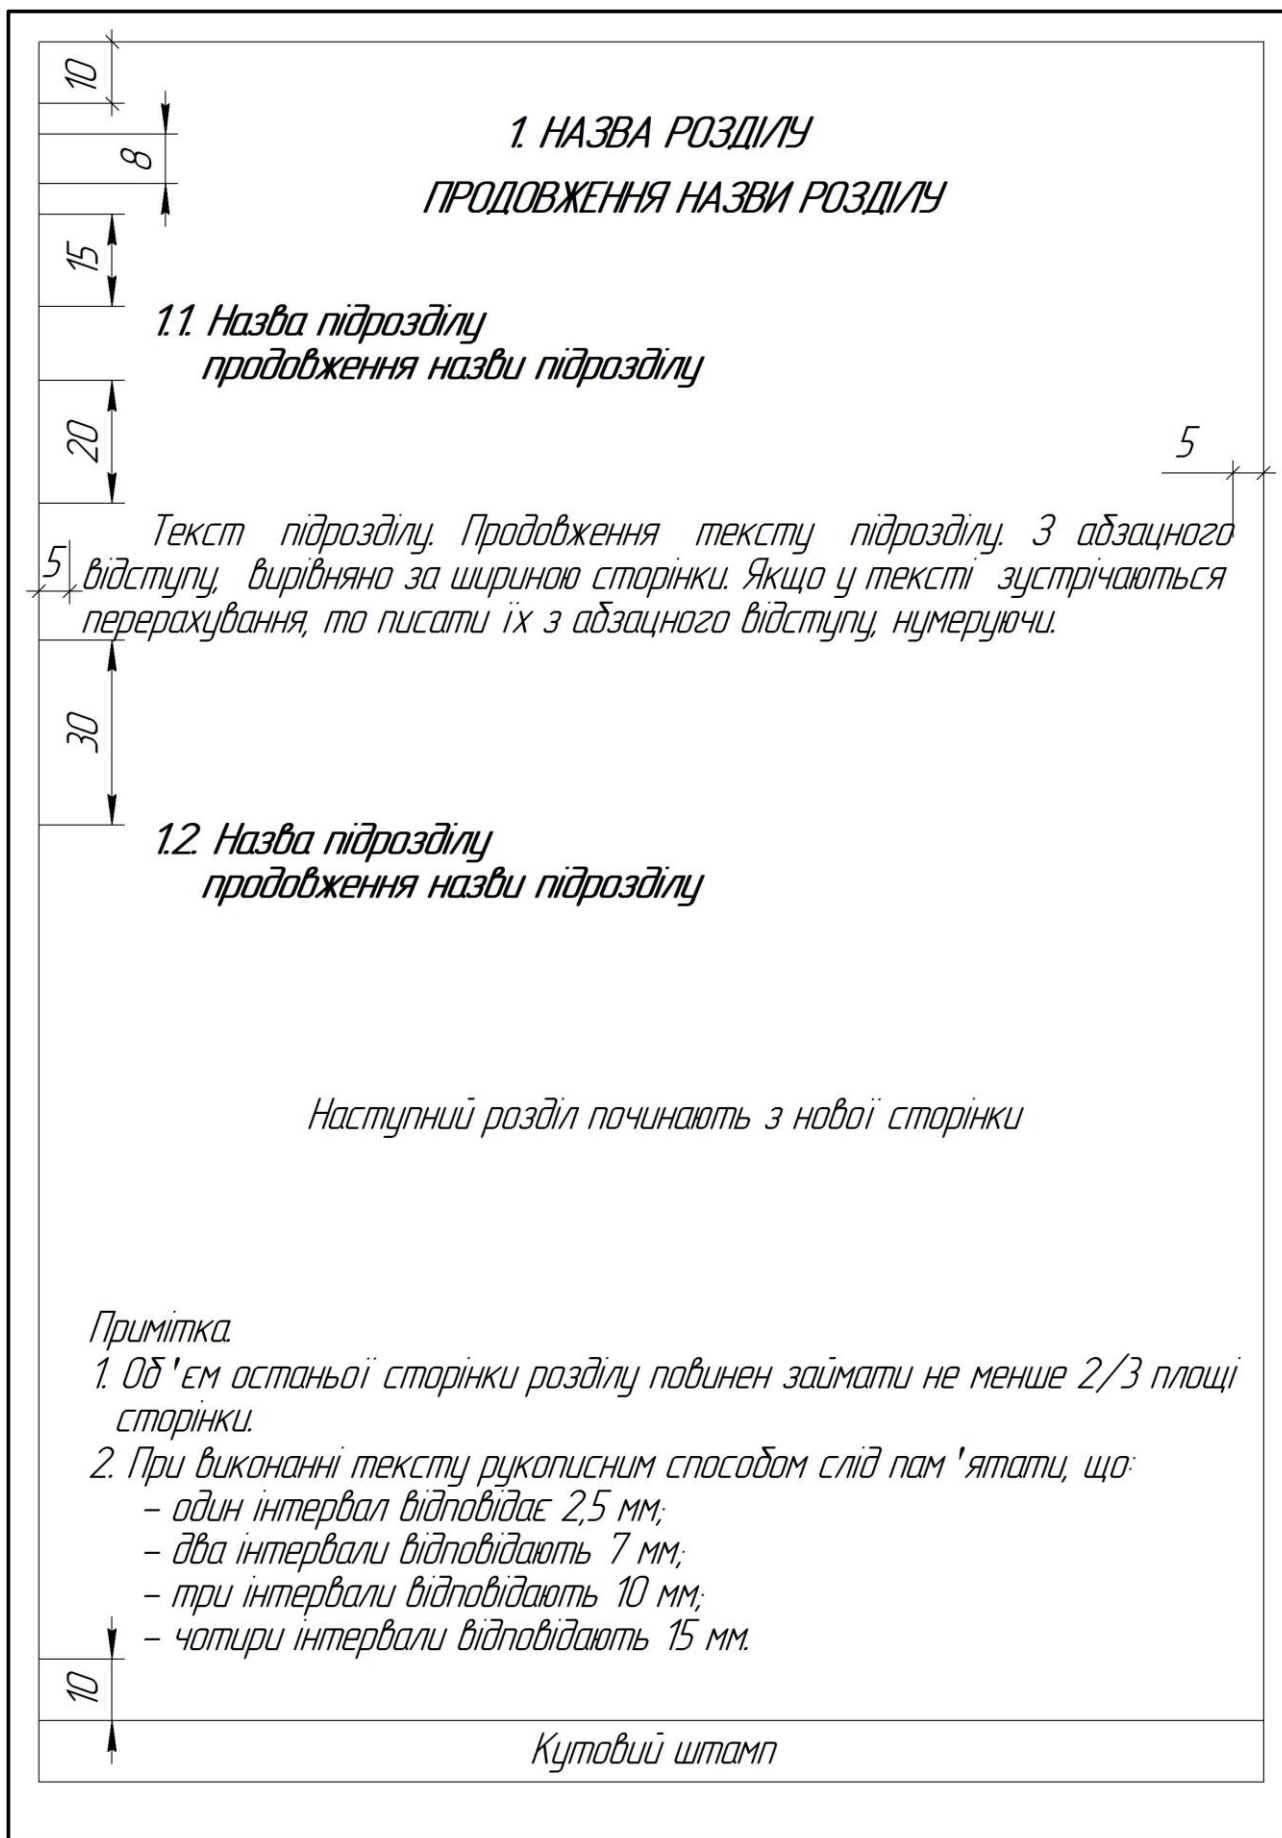 10
1. НАЗВА РОЗДІЛУ
8
ПРОДОВЖЕННЯ НАЗВИ РОЗДІЛУ
15
1.1. Назва підрозділу
продовження назви підрозділу
20
5
Текст підрозділу. Продовження тексту підрозділу. З абзацного
5 відступу, вирівняно за шириною сторінки. Якщо у тексті зустрічаються
перерахування, то писати їх з абзацного відступу, нумеруючи.
30
1.2. Назва підрозділу
продовження назви підрозділу
Наступний розділ починають з нової сторінки
Примітка.
1. Об'єм останьої сторінки розділу повинен займати не менше 2/3 площі
сторінки.
2. При виконанні тексту рукописним способом слід пам'ятати, що:
– один інтервал відповідає 2,5 мм;
– два інтервали відповідають 7 мм;
– три інтервали відповідають 10 мм;
– чотири інтервали відповідають 15 мм.
10
Кутовий штамп